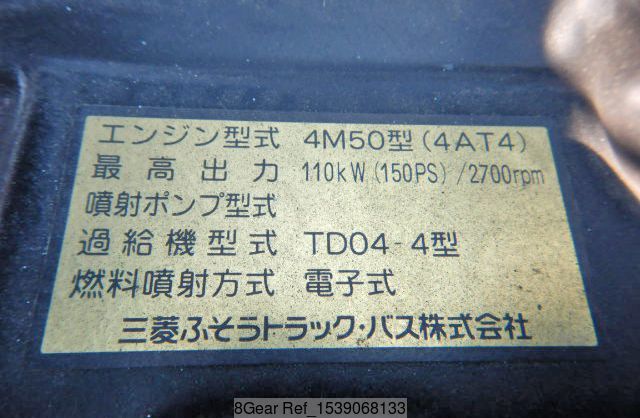 エンジン型式 4M50型(4AT4)
最高出力 110kW(150PS)/2700rpm
噴射ポンプ型式
過給機型式 TD04-4型
燃料噴射方式 電子式
三菱ふそうトラック・バス株式会社
8Gear Ref_1539068133